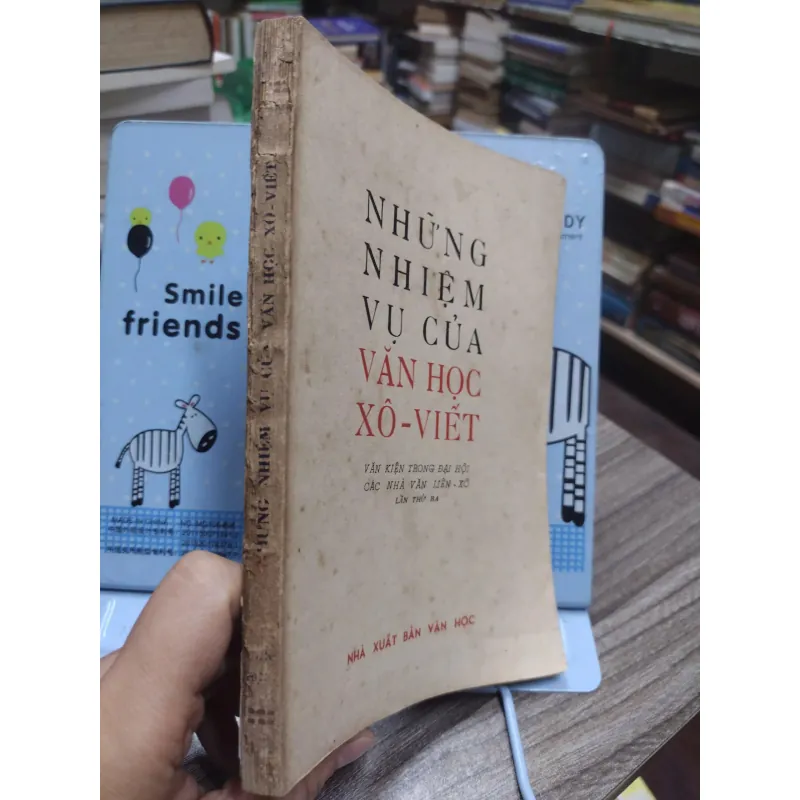 NHỮNG
NHIỆM
VỤ CỦA
VĂN HỌC
XÔ-VIẾT
VĂN KIỆN TRONG ĐẠI HỘI
CÁC NHÀ VĂN LIÊN-XÔ
LẦN THỨ BA
NHÀ XUẤT BẢN VĂN HỌC
NHỮNG NHIỆM VỤ CỦA VĂN HỌC XÔ-VIẾT
Smile
friends
DY